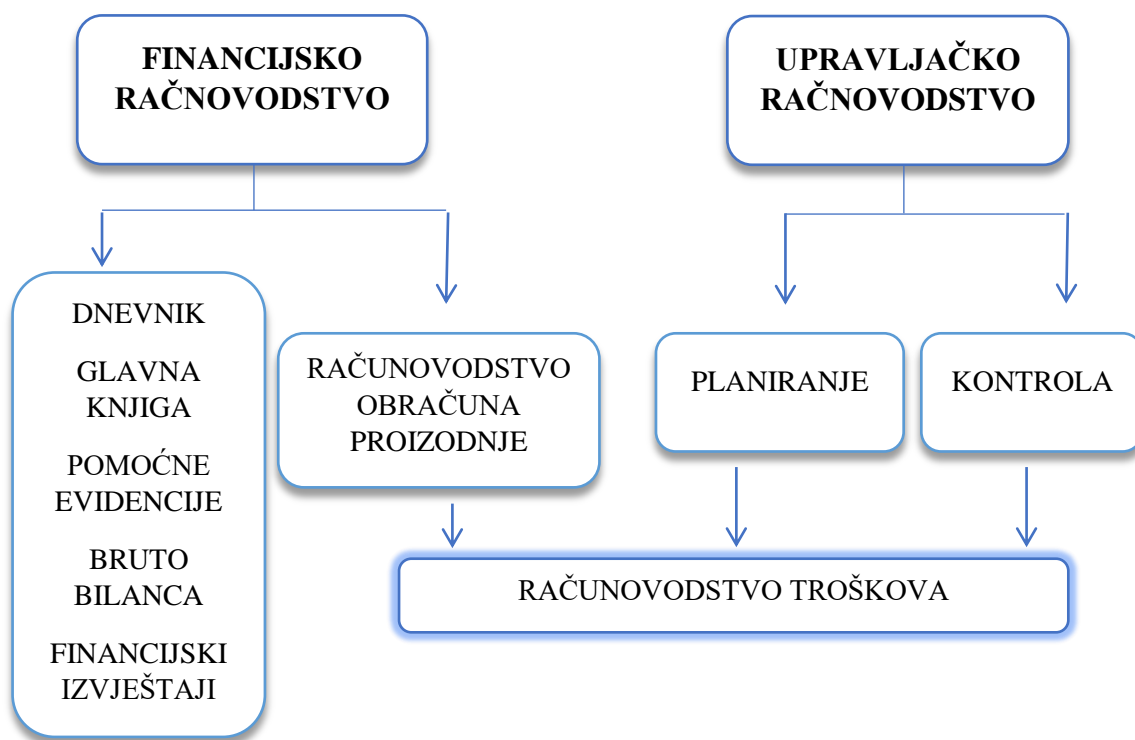 FINANCIJSKO
RAČNOVODSTVO
UPRAVLJAČKO
RAČNOVODSTVO
DNEVNIK
GLAVNA
KNJIGA
POMOĆNE
EVIDENCIJE
BRUTO
BILANCA
FINANCIJSKI
IZVJEŠTAJI
RAČUNOVODSTVO
OBRAČUNA
PROIZODNJE
PLANIRANJE
KONTROLA
RAČUNOVODSTVO TROŠKOVA